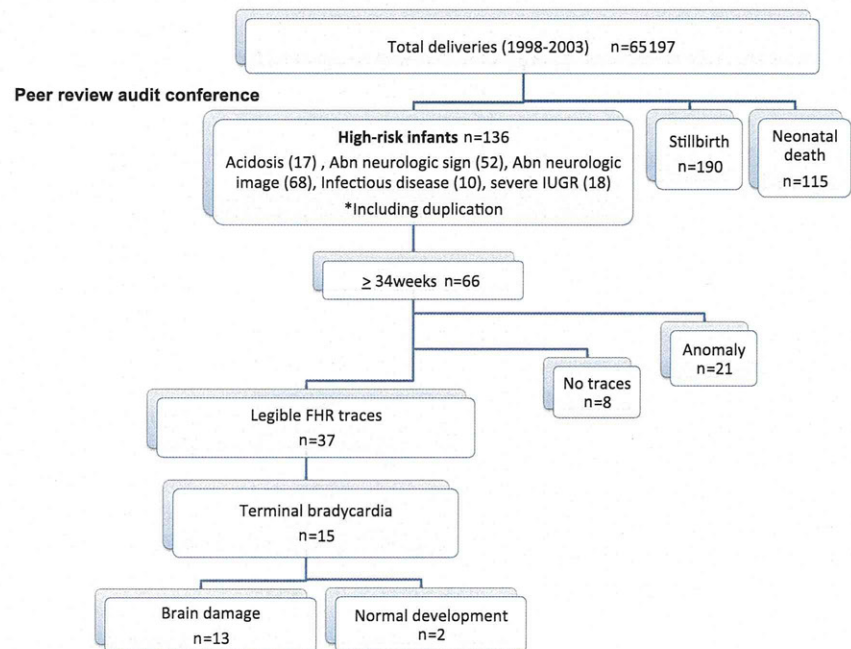 Total deliveries (1998-2003) n=65197
Peer review audit conference
High-risk infants n=136
Acidosis (17) , Abn neurologic sign (52), Abn neurologic
image (68), Infectious disease (10), severe IUGR (18)
*Including duplication
Stillbirth
n=190
Neonatal
death
n=115
≥ 34weeks n=66
Anomaly
n=21
No traces
n=8
Legible FHR traces
n=37
Terminal bradycardia
n=15
Brain damage
n=13
Normal development
n=2